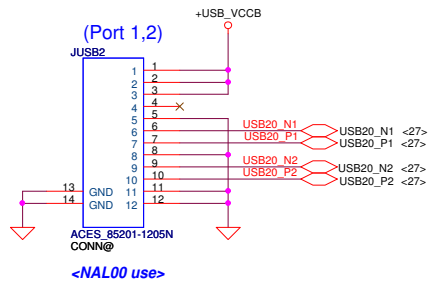 +USB_VCCB
(Port 1,2)
JUSB2
1 1
2 2
3 3
4 4
5 5
6 6 USB20_N1 USB20_N1 <27>
7 7 USB20_P1 USB20_P1 <27>
8 8
9 9 USB20_N2 USB20_N2 <27>
10 10 USB20_P2 USB20_P2 <27>
13 GND 11 11
14 GND 12 12
ACES_85201-1205N
CONN@
<NAL00 use>